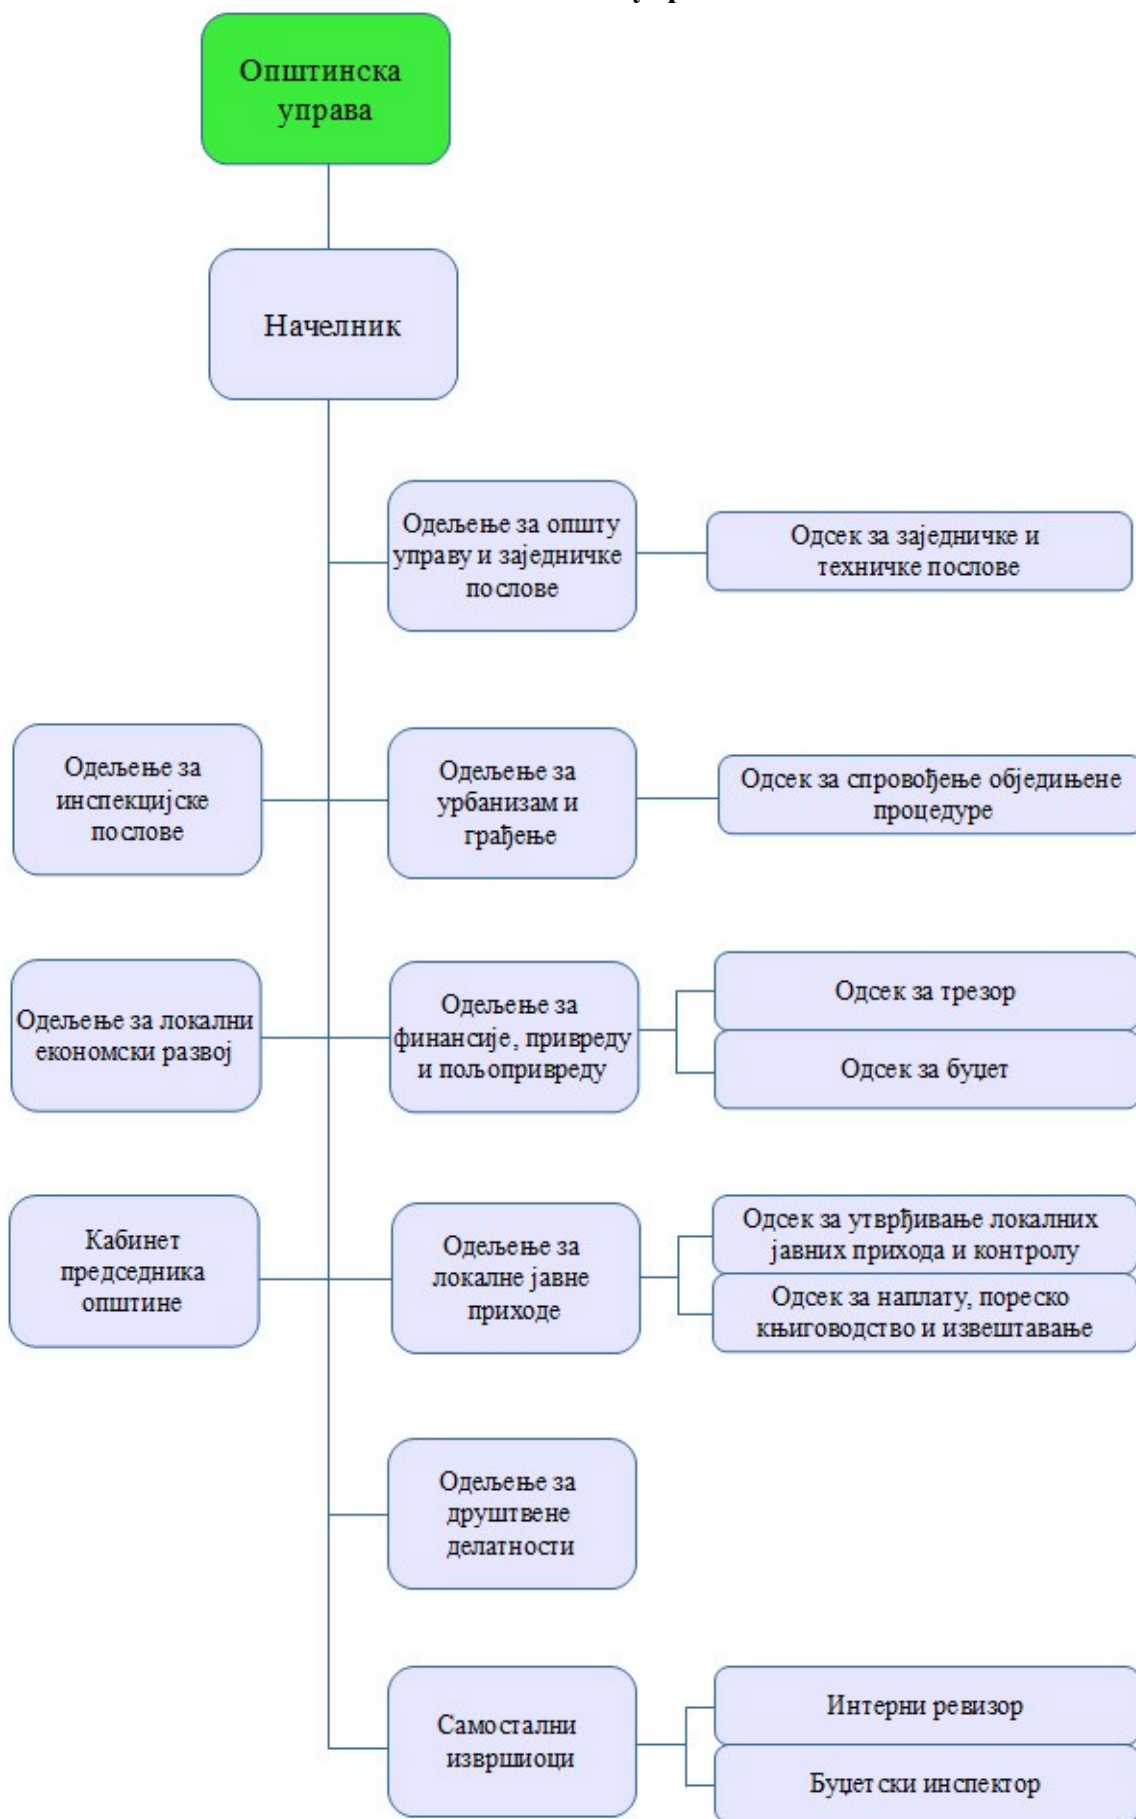 Општинска
управа
Начелник
Одељење за општу
управу и заједничке
послове
Одсек за заједничке и
техничке послове
Одељење за
инспекцијске
послове
Одељење за
урбанизам и
грађење
Одсек за спровођење обједињене
процедуре
Одељење за локални
економски развој
Одељење за
финансије, привреду
и пољопривреду
Одсек за трезор
Одсек за буџет
Кабинет
председника
општине
Одељење за
локалне јавне
приходе
Одсек за утврђивање локалних
јавних прихода и контролу
Одсек за наплату, пореско
књиговодство и извештавање
Одељење за
друштвене
делатности
Самостални
извршиоци
Интерни ревизор
Буџетски инспектор